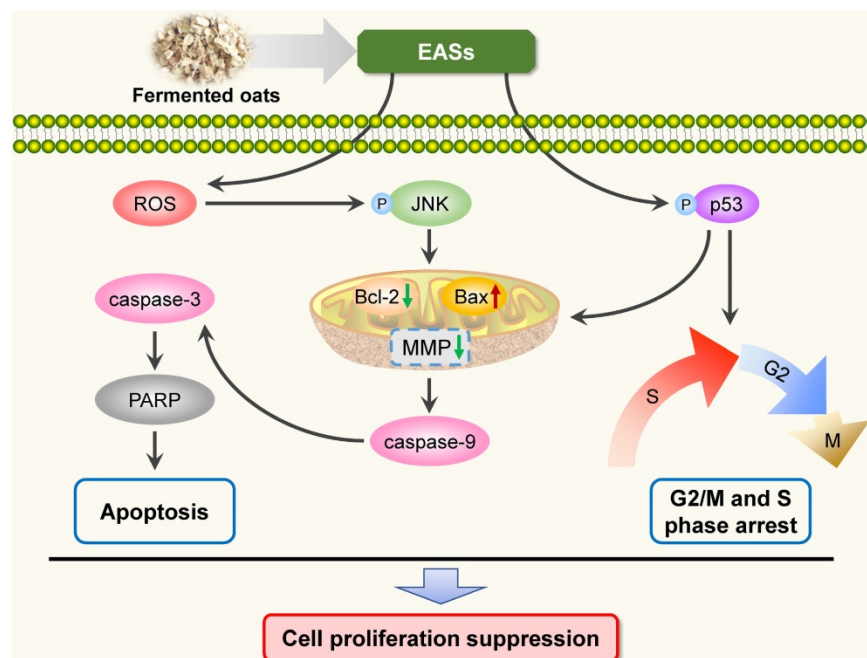 EASs
Fermented oats
ROS
P
JNK
P
p53
Bcl-2
Bax
caspase-3
MMP
G2
S
PARP
M
caspase-9
Apoptosis
G2/M and S
phase arrest
Cell proliferation suppression